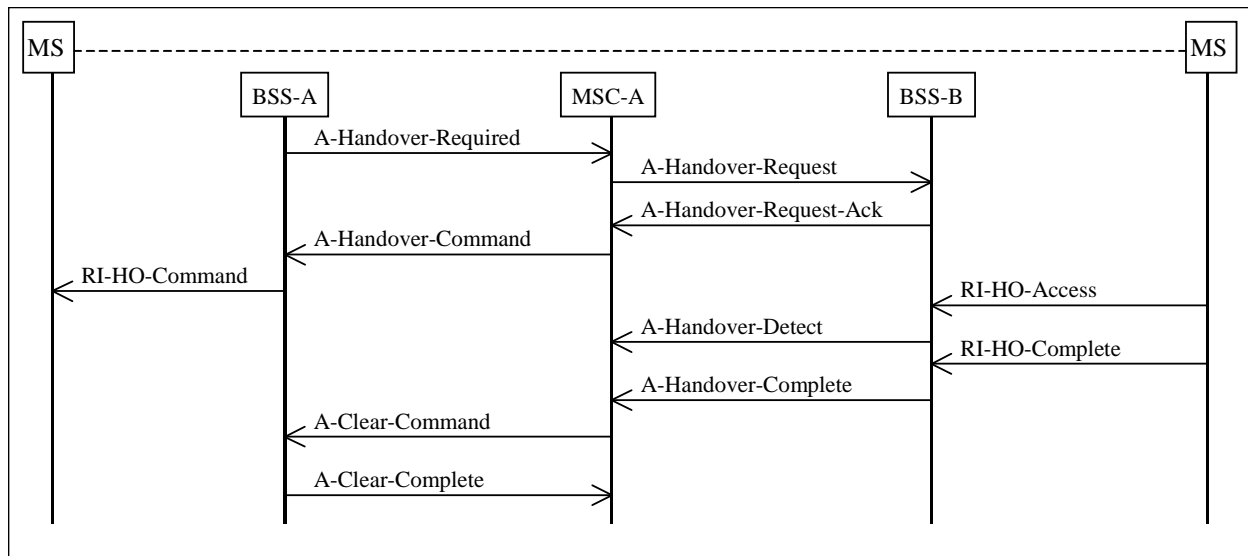 MS
MS
BSS-A
MSC-A
BSS-B
A-Handover-Required
A-Handover-Request
A-Handover-Request-Ack
A-Handover-Command
RI-HO-Command
RI-HO-Access
A-Handover-Detect
RI-HO-Complete
A-Handover-Complete
A-Clear-Command
A-Clear-Complete